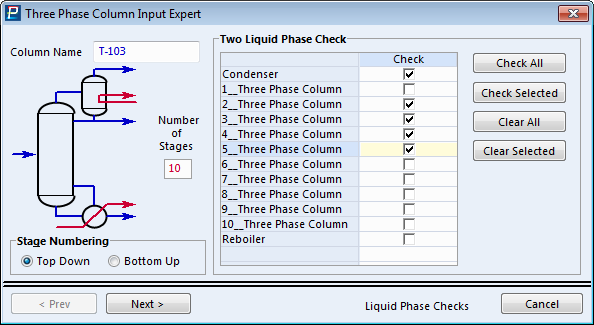 Three Phase Column Input Expert
Column Name T-103
Number
of
Stages
10
Stage Numbering
Top Down Bottom Up
Two Liquid Phase Check
Check
Condenser
1__Three Phase Column
2__Three Phase Column
3__Three Phase Column
4__Three Phase Column
5__Three Phase Column
6__Three Phase Column
7__Three Phase Column
8__Three Phase Column
9__Three Phase Column
10__Three Phase Column
Reboiler
Check All
Check Selected
Clear All
Clear Selected
< Prev Next > Liquid Phase Checks Cancel